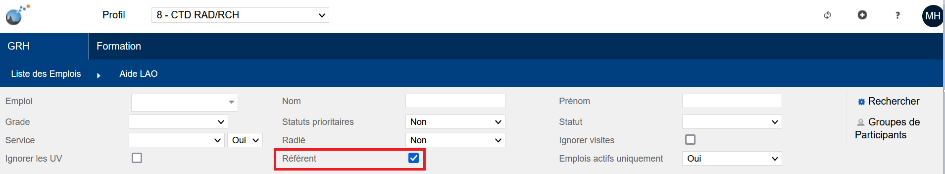 Profil 8 - CTD RAD/RCH ? MH
GRH Formation
Liste des Emplois Aide LAO
Emploi Nom Prénom Rechercher
Grade Statuts prioritaires Non Statut Groupes de Participants
Service Oui Radié Non Ignorer visites
Ignorer les UV Référent Emplois actifs uniquement Oui